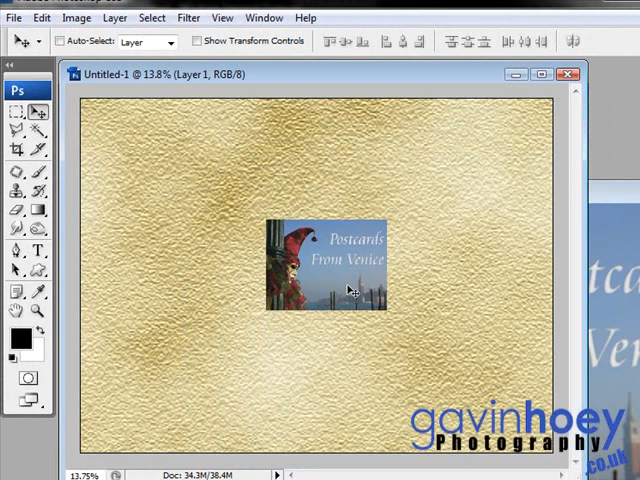 File Edit Image Layer Select Filter View Window Help
Auto-Select: Layer Show Transform Controls
Ps
Untitled-1 @ 13.8% (Layer 1, RGB/8)
Postcards
From Venice
T
13.75% Doc: 34.3M/38.4M
gavinhoey
Photography
.co.uk